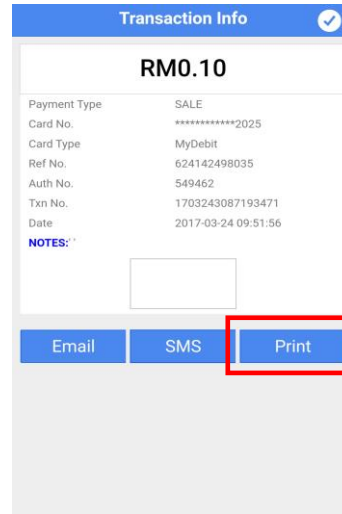 Transaction Info
RM0.10
Payment Type SALE
Card No. ************2025
Card Type MyDebit
Ref No. 624142498035
Auth No. 549462
Txn No. 1703243087193471
Date 2017-03-24 09:51:56
NOTES:' '
Email SMS Print